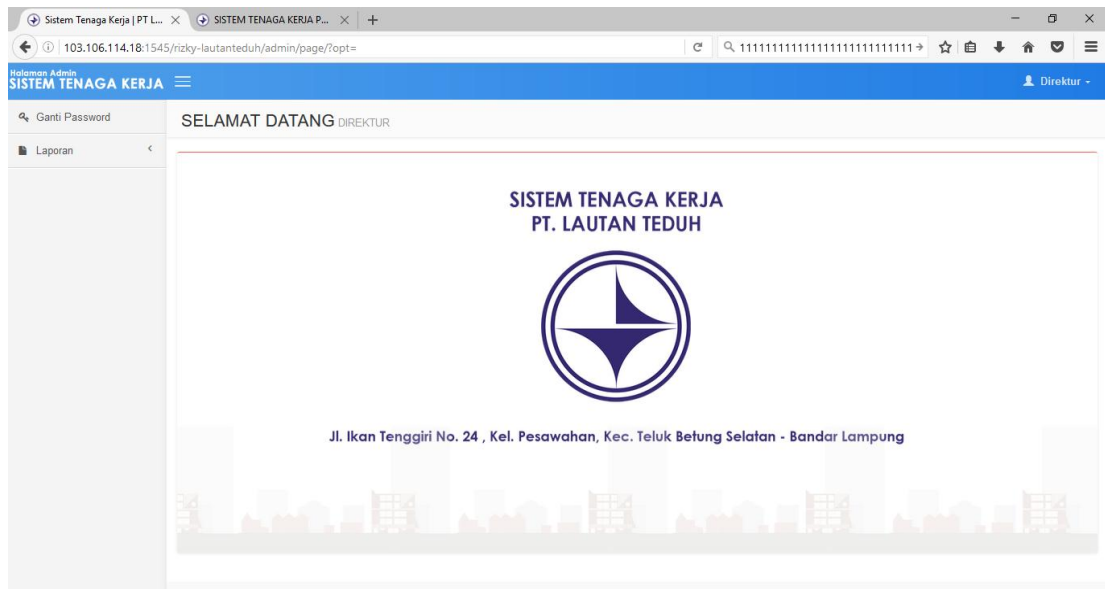 Sistem Tenaga Kerja | PT L...
SISTEM TENAGA KERJA P...
103.106.114.18:1545/rizky-lautanteduh/admin/page/?opt=
Halaman Admin
SISTEM TENAGA KERJA
Direktur
Ganti Password
Laporan
SELAMAT DATANG DIREKTUR
SISTEM TENAGA KERJA
PT. LAUTAN TEDUH
Jl. Ikan Tenggiri No. 24 , Kel. Pesawahan, Kec. Teluk Betung Selatan - Bandar Lampung